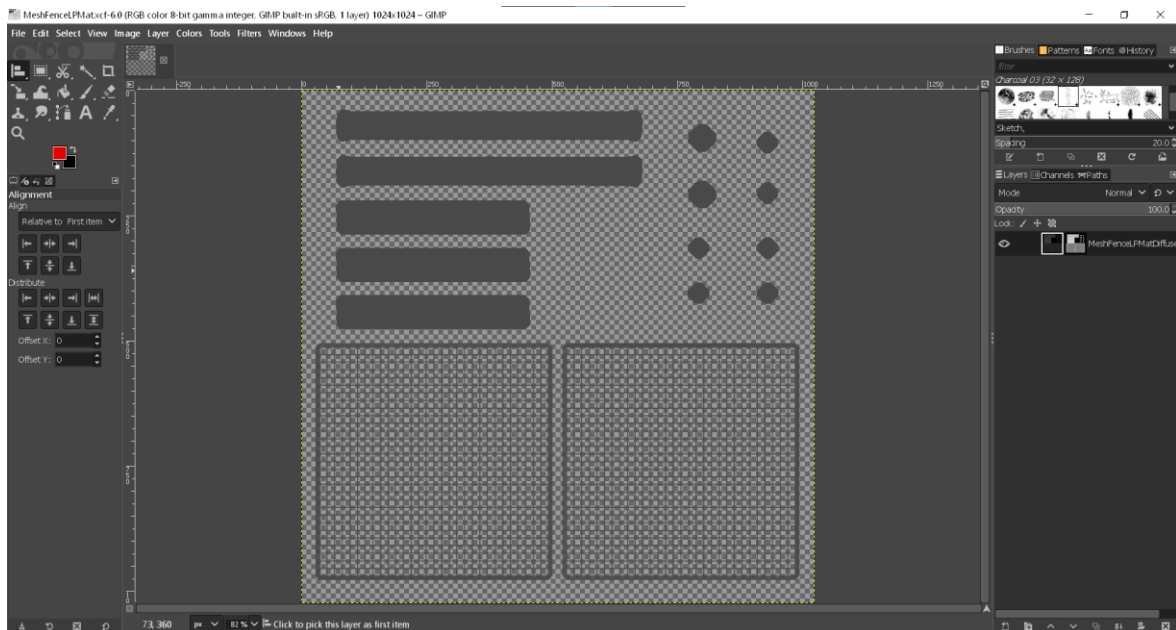 MeshFenceLPMat.xcf-6.0 (RGB color 8-bit gamma integer, GIMP built-in sRGB, 1 layer) 1024x1024 – GIMP
File Edit Select View Image Layer Colors Tools Filters Windows Help
Brushes Patterns Fonts History
filter
Charcoal 03 (32 × 128)
Sketch,
Spacing 20.0
Layers Channels Paths
Mode Normal
Opacity 100.0
Lock:
MeshFenceLPMatDiffuse
Alignment
Align
Relative to First item
Distribute
Offset X: 0
Offset Y: 0
-250 0 250 500 750 1000 1250
73, 360 px 82 % Click to pick this layer as first item